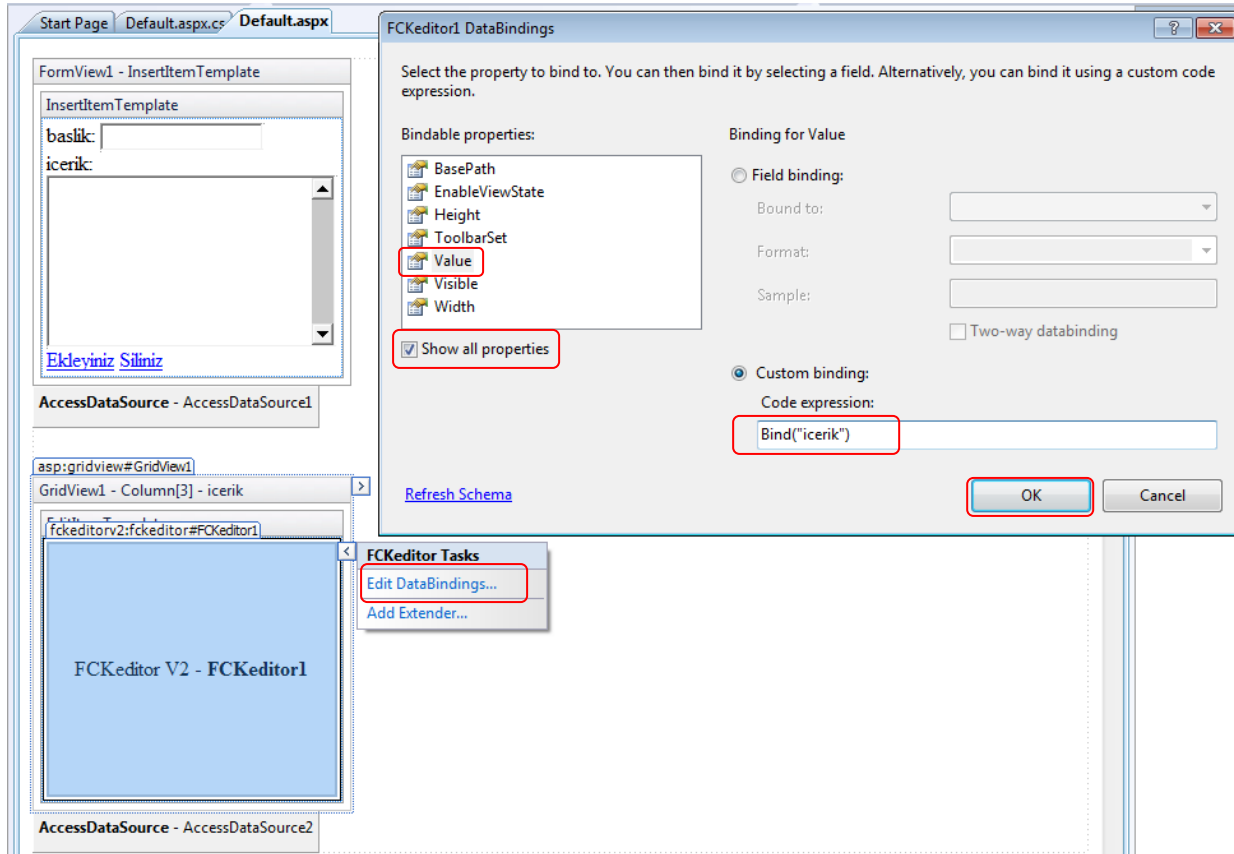 Start Page
Default.aspx.cs
Default.aspx
FormView1 - InsertItemTemplate
InsertItemTemplate
baslik:
icerik:
Ekleyiniz Siliniz
AccessDataSource - AccessDataSource1
asp:gridview#GridView1
GridView1 - Column[3] - icerik
fckeditorv2:fckeditor#FCKeditor1
FCKeditor V2 - FCKeditor1
AccessDataSource - AccessDataSource2
FCKeditor Tasks
Edit DataBindings...
Add Extender...
FCKeditor1 DataBindings
Select the property to bind to. You can then bind it by selecting a field. Alternatively, you can bind it using a custom code
expression.
Bindable properties:
BasePath
EnableViewState
Height
ToolbarSet
Value
Visible
Width
Show all properties
Refresh Schema
Binding for Value
Field binding:
Bound to:
Format:
Sample:
Two-way databinding
Custom binding:
Code expression:
Bind("icerik")
OK
Cancel